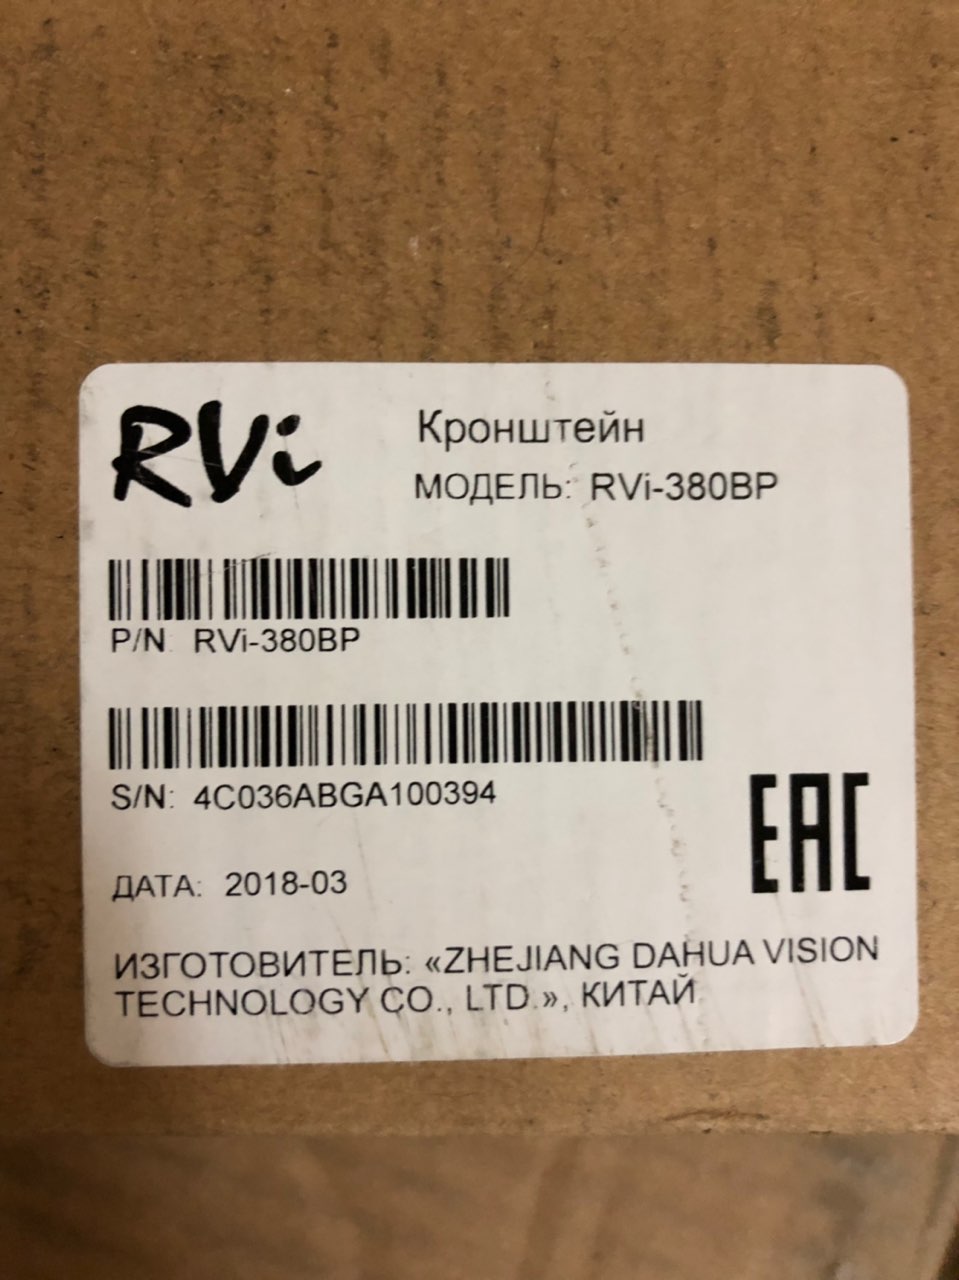 RVi
Кронштейн
МОДЕЛЬ: RVi-380BP
P/N: RVi-380BP
S/N: 4C036ABGA100394
ДАТА: 2018-03
EAC
ИЗГОТОВИТЕЛЬ: «ZHEJIANG DAHUA VISION
TECHNOLOGY CO., LTD.», КИТАЙ